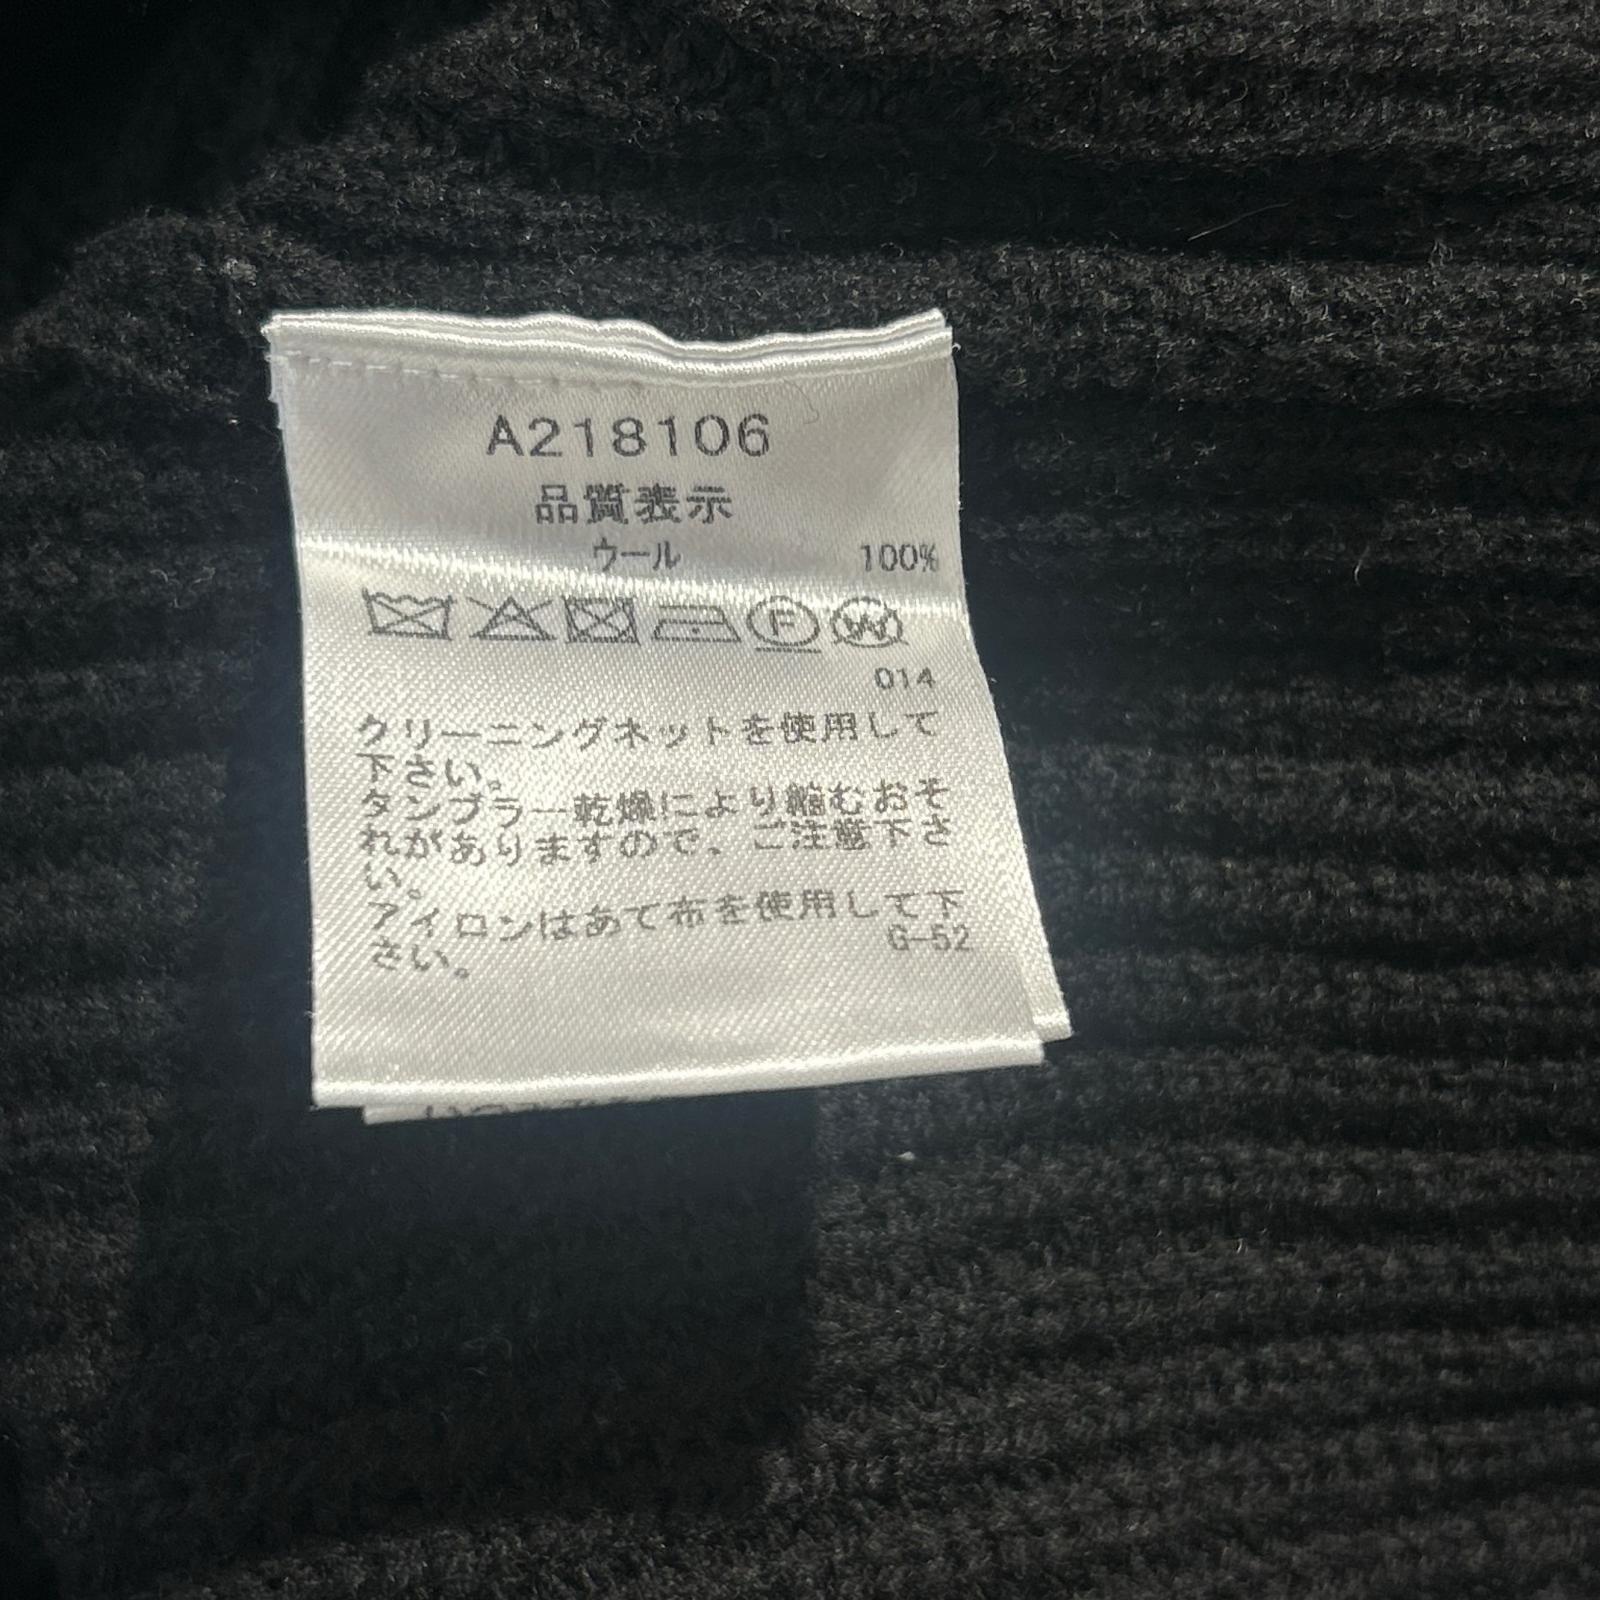 A218106
品質表示
ウール 100%
F W
014
クリーニングネットを使用して
下さい。
タンブラー乾燥により縮むおそ
れがありますので、ご注意下さ
い。
アイロンはあて布を使用して下
さい。
G-52